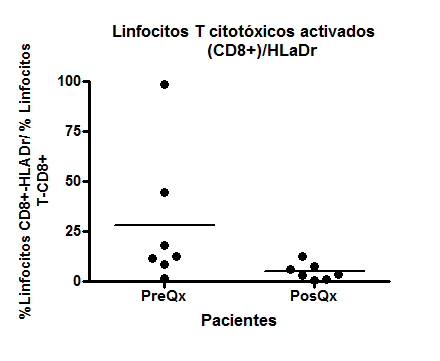 Linfocitos T citotóxicos activados
(CD8+)/HLaDr
%Linfocitos CD8+-HLADr/ % Linfocitos
T-CD8+
100
75
50
25
0
PreQx PosQx
Pacientes